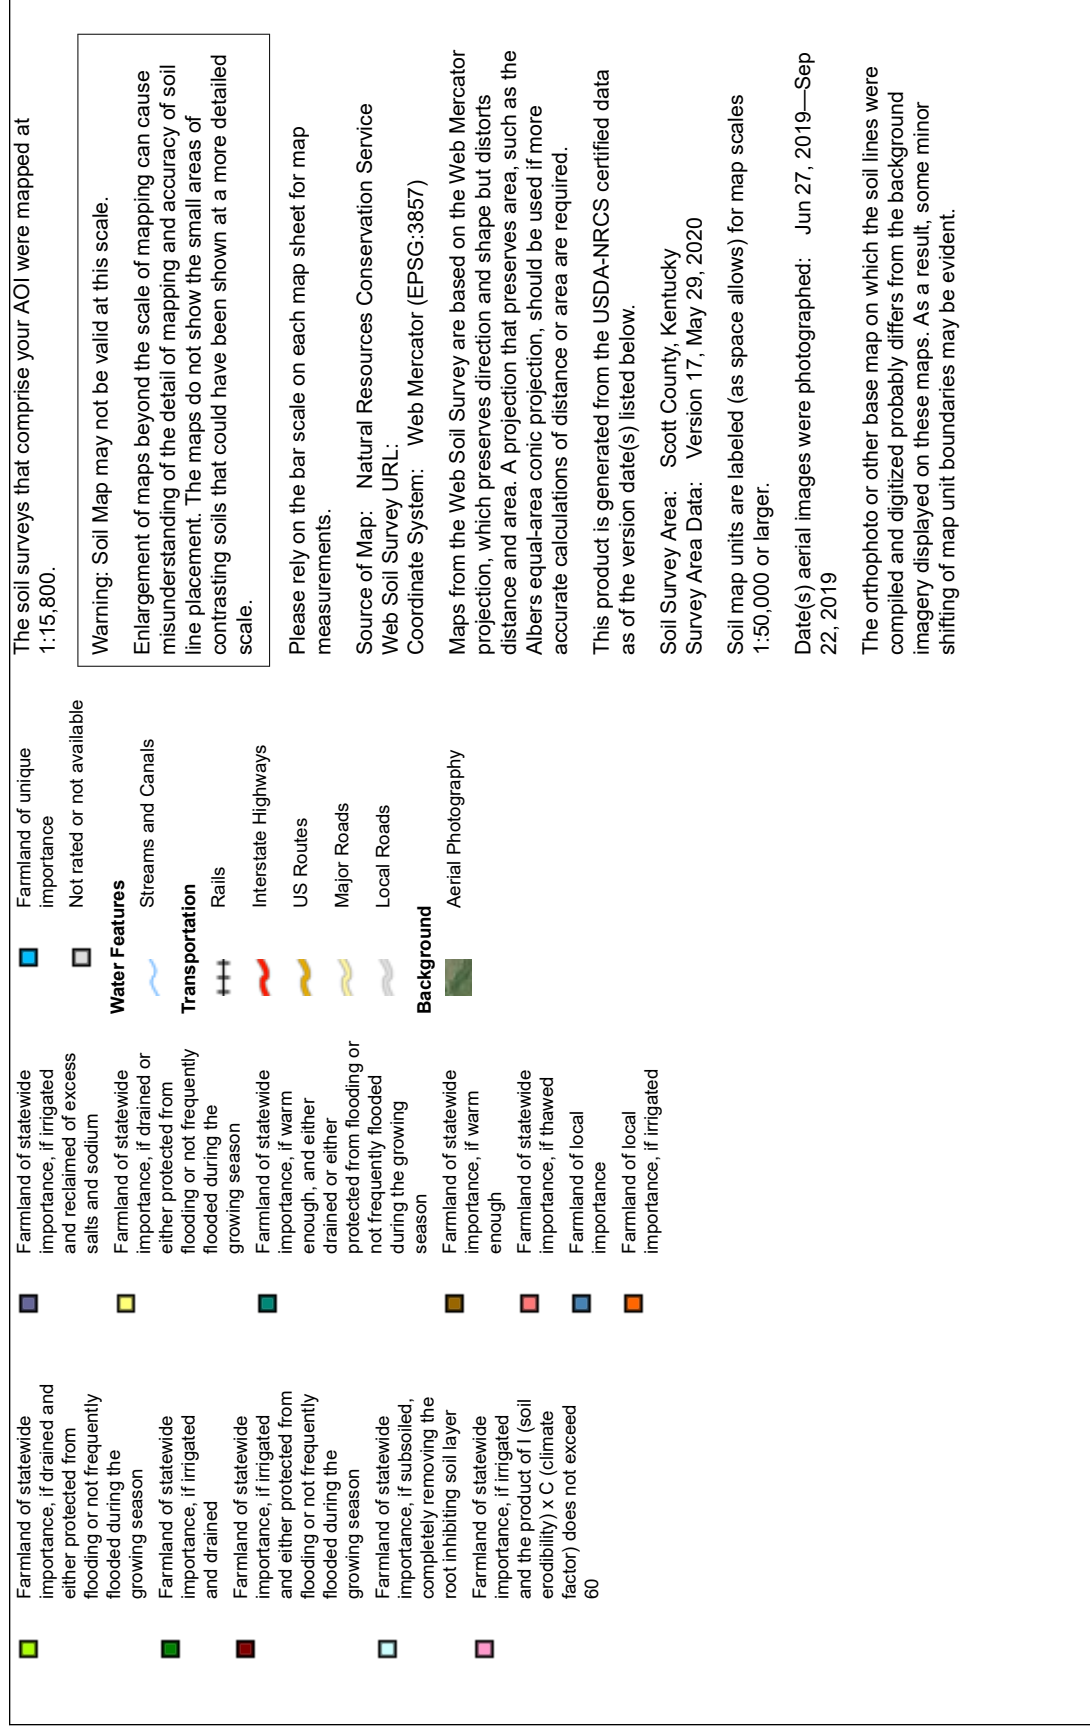 Farmland of statewide
importance, if drained and
either protected from
flooding or not frequently
flooded during the
growing season
Farmland of statewide
importance, if irrigated
and drained
Farmland of statewide
importance, if irrigated
and either protected from
flooding or not frequently
flooded during the
growing season
Farmland of statewide
importance, if subsoiled,
completely removing the
root inhibiting soil layer
Farmland of statewide
importance, if irrigated
and the product of I (soil
erodibility) x C (climate
factor) does not exceed
60
Farmland of statewide
importance, if irrigated
and reclaimed of excess
salts and sodium
Farmland of statewide
importance, if drained or
either protected from
flooding or not frequently
flooded during the
growing season
Farmland of statewide
importance, if warm
enough, and either
drained or either
protected from flooding or
not frequently flooded
during the growing
season
Farmland of statewide
importance, if warm
enough
Farmland of statewide
importance, if thawed
Farmland of local
importance
Farmland of local
importance, if irrigated
Farmland of unique
importance
Not rated or not available
Water Features
Streams and Canals
Transportation
Rails
Interstate Highways
US Routes
Major Roads
Local Roads
Background
Aerial Photography
The soil surveys that comprise your AOI were mapped at
1:15,800.
Warning: Soil Map may not be valid at this scale.
Enlargement of maps beyond the scale of mapping can cause
misunderstanding of the detail of mapping and accuracy of soil
line placement. The maps do not show the small areas of
contrasting soils that could have been shown at a more detailed
scale.
Please rely on the bar scale on each map sheet for map
measurements.
Source of Map: Natural Resources Conservation Service
Web Soil Survey URL:
Coordinate System: Web Mercator (EPSG:3857)
Maps from the Web Soil Survey are based on the Web Mercator
projection, which preserves direction and shape but distorts
distance and area. A projection that preserves area, such as the
Albers equal-area conic projection, should be used if more
accurate calculations of distance or area are required.
This product is generated from the USDA-NRCS certified data
as of the version date(s) listed below.
Soil Survey Area: Scott County, Kentucky
Survey Area Data: Version 17, May 29, 2020
Soil map units are labeled (as space allows) for map scales
1:50,000 or larger.
Date(s) aerial images were photographed: Jun 27, 2019—Sep
22, 2019
The orthophoto or other base map on which the soil lines were
compiled and digitized probably differs from the background
imagery displayed on these maps. As a result, some minor
shifting of map unit boundaries may be evident.